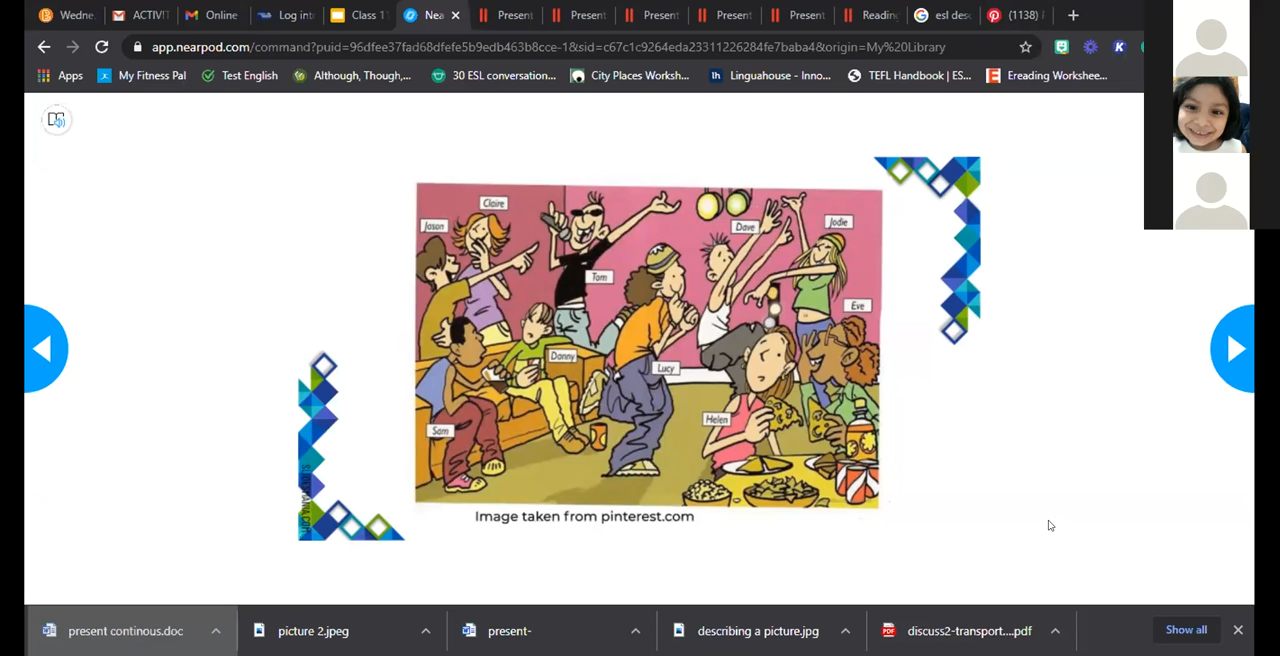 Wedne.
ACTIVIT
Online
Log int
Class 1
Nea
Present
Present
Present
Present
Present
Reading
esl des
(1138)
app.nearpod.com/command?puid=96dfee37fad68dfefe5b9edb463b8cce-1&sid=c67c1c9264eda23311226284fe7baba4&origin=My%20Library
Apps
My Fitness Pal
Test English
Although, Though,...
30 ESL conversation...
City Places Worksh...
Linguahouse - Inno...
TEFL Handbook | ES...
Ereading Workshee...
Claire
Jason
Dave
Jodie
Tom
Eve
Danny
Lucy
Helen
Sam
Image taken from pinterest.com
present continous.doc
picture 2.jpeg
present-
describing a picture.jpg
discuss2-transport....pdf
Show all